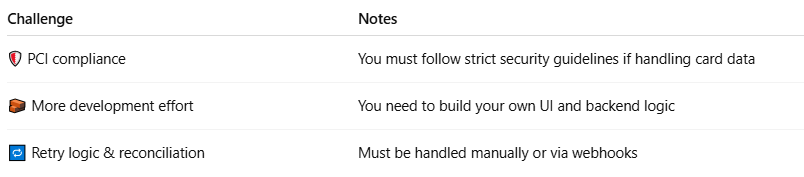 Challenge Notes
PCI compliance You must follow strict security guidelines if handling card data
More development effort You need to build your own UI and backend logic
Retry logic & reconciliation Must be handled manually or via webhooks